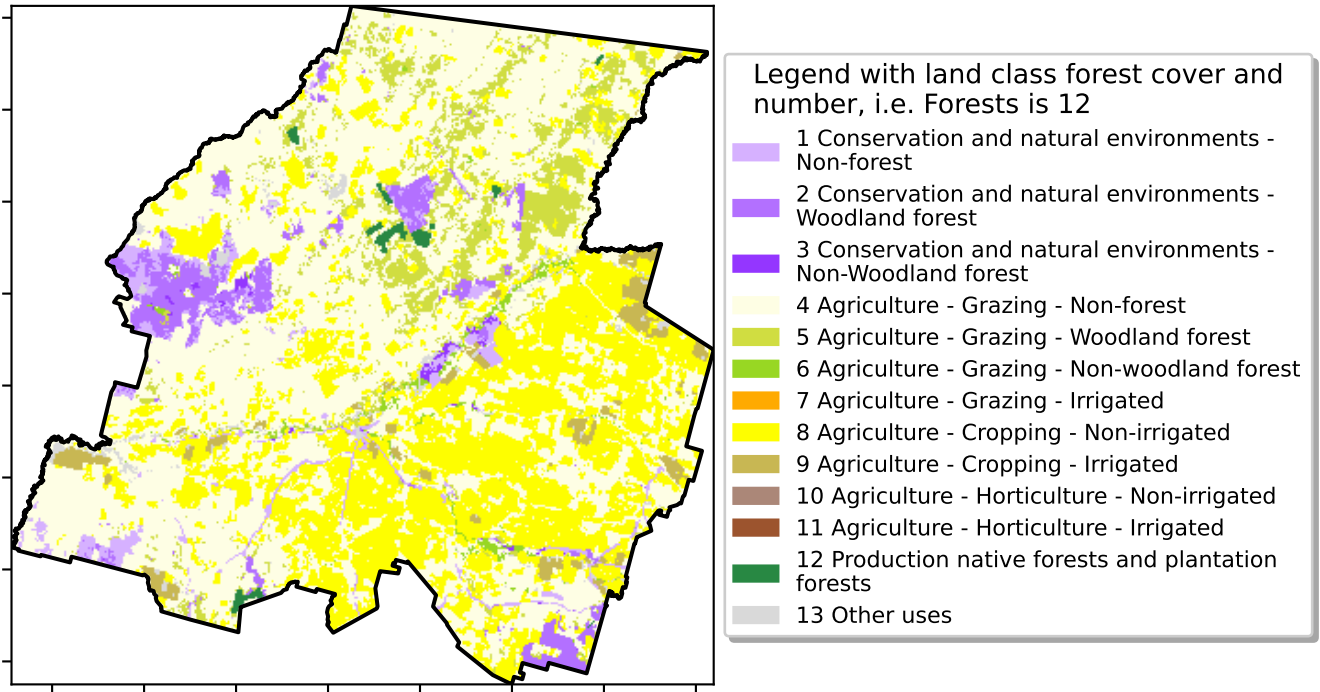 Legend with land class forest cover and
number, i.e. Forests is 12
1 Conservation and natural environments -
Non-forest
2 Conservation and natural environments -
Woodland forest
3 Conservation and natural environments -
Non-Woodland forest
4 Agriculture - Grazing - Non-forest
5 Agriculture - Grazing - Woodland forest
6 Agriculture - Grazing - Non-woodland forest
7 Agriculture - Grazing - Irrigated
8 Agriculture - Cropping - Non-irrigated
9 Agriculture - Cropping - Irrigated
10 Agriculture - Horticulture - Non-irrigated
11 Agriculture - Horticulture - Irrigated
12 Production native forests and plantation
forests
13 Other uses